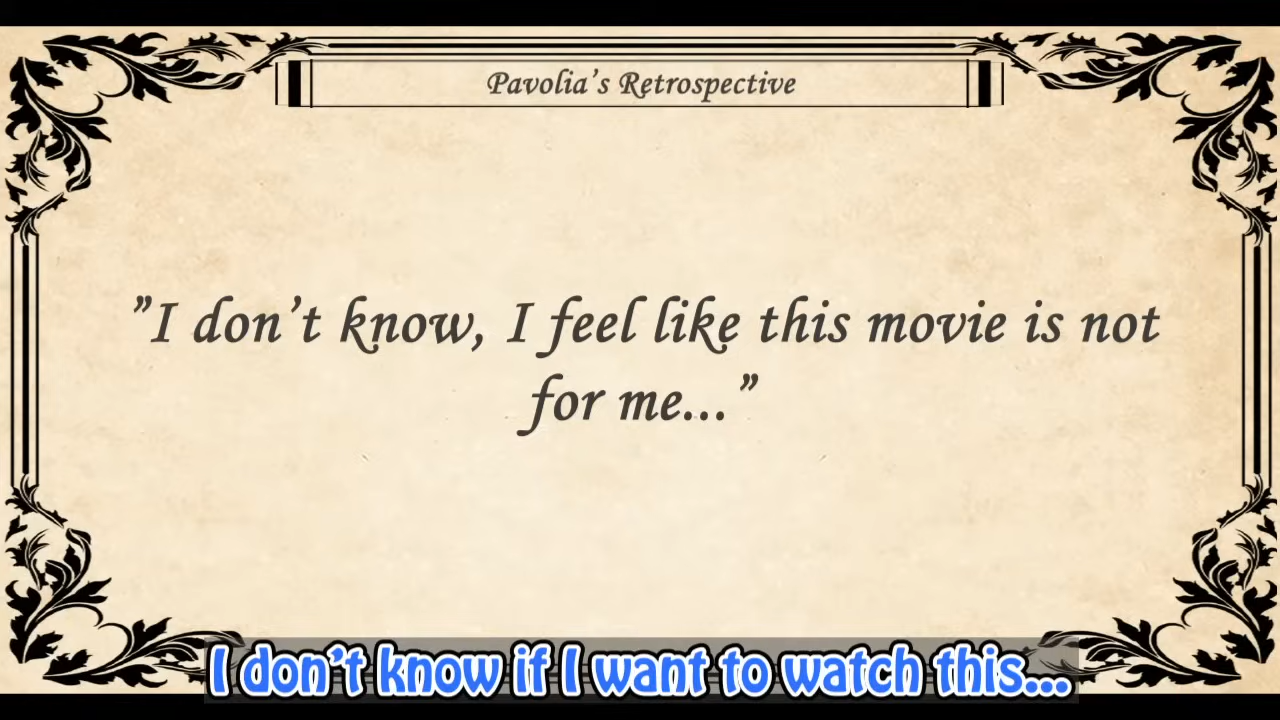 Pavolia’s Retrospective
”I don’t know, I feel like this movie is not
for me...”
I don’t know if I want to watch this...